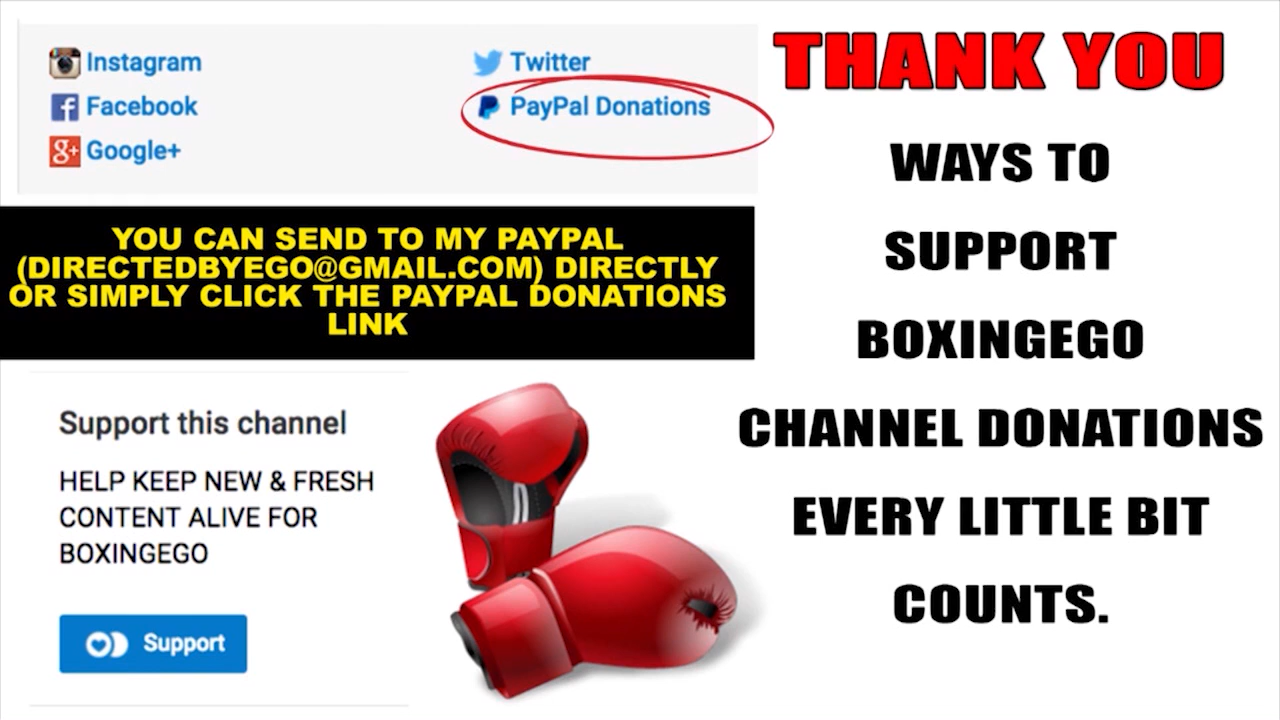 Instagram
Twitter
Facebook
PayPal Donations
Google+
YOU CAN SEND TO MY PAYPAL
(DIRECTEDBYEGO@GMAIL.COM) DIRECTLY
OR SIMPLY CLICK THE PAYPAL DONATIONS
LINK
Support this channel
HELP KEEP NEW & FRESH
CONTENT ALIVE FOR
BOXINGEGO
Support
THANK YOU
WAYS TO
SUPPORT
BOXINGEGO
CHANNEL DONATIONS
EVERY LITTLE BIT
COUNTS.